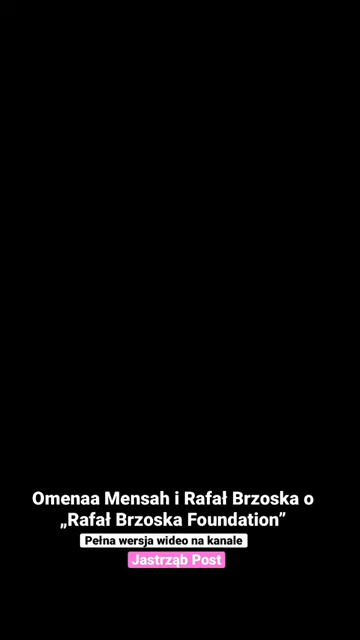 Omenaa Mensah i Rafał Brzoska o
„Rafał Brzoska Foundation”
Pełna wersja wideo na kanale
Jastrząb Post